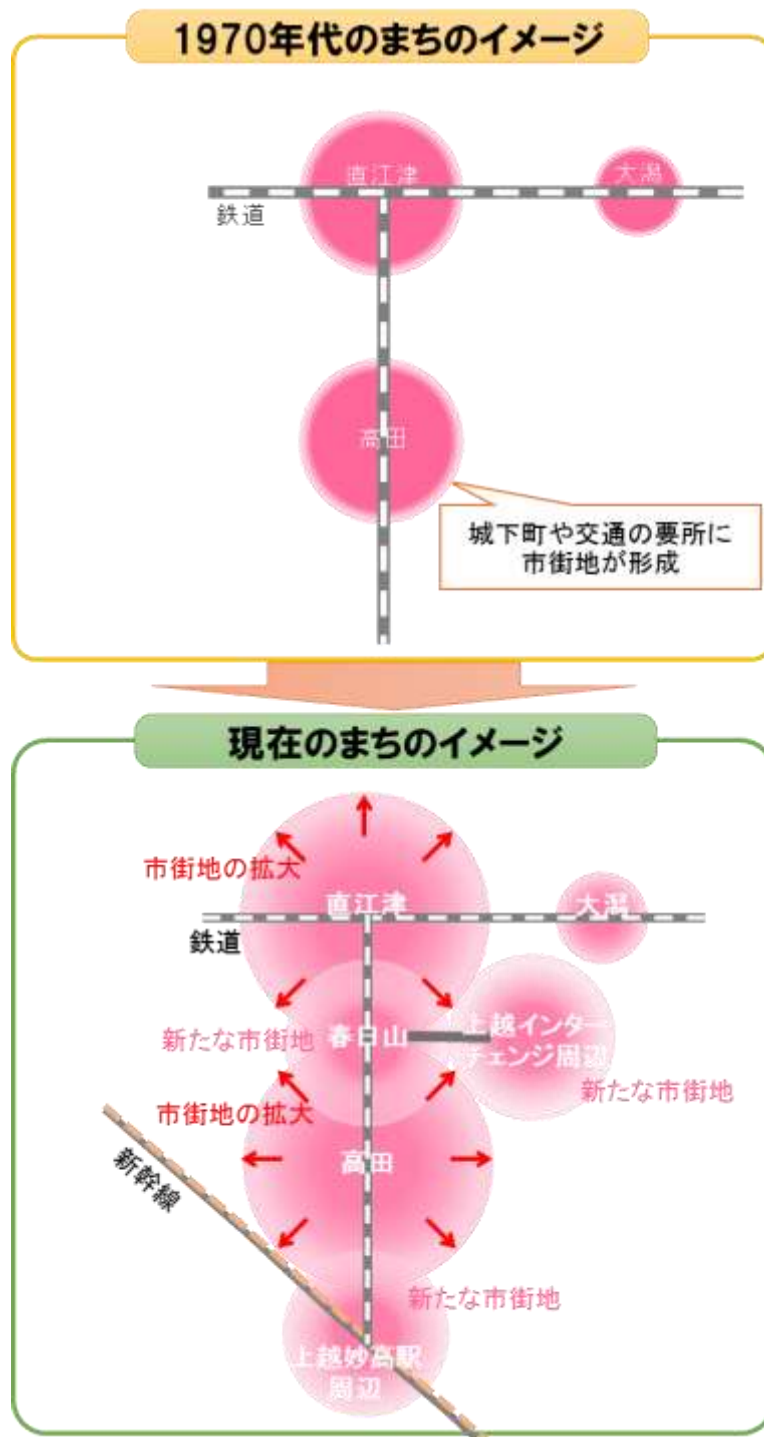 1970年代のまちのイメージ
直江津
大潟
鉄道
高田
城下町や交通の要所に
市街地が形成
現在のまちのイメージ
市街地の拡大
直江津
大潟
鉄道
新たな市街地
春日山
上越インター
チェンジ周辺
新たな市街地
市街地の拡大
高田
新幹線
新たな市街地
上越妙高駅
周辺